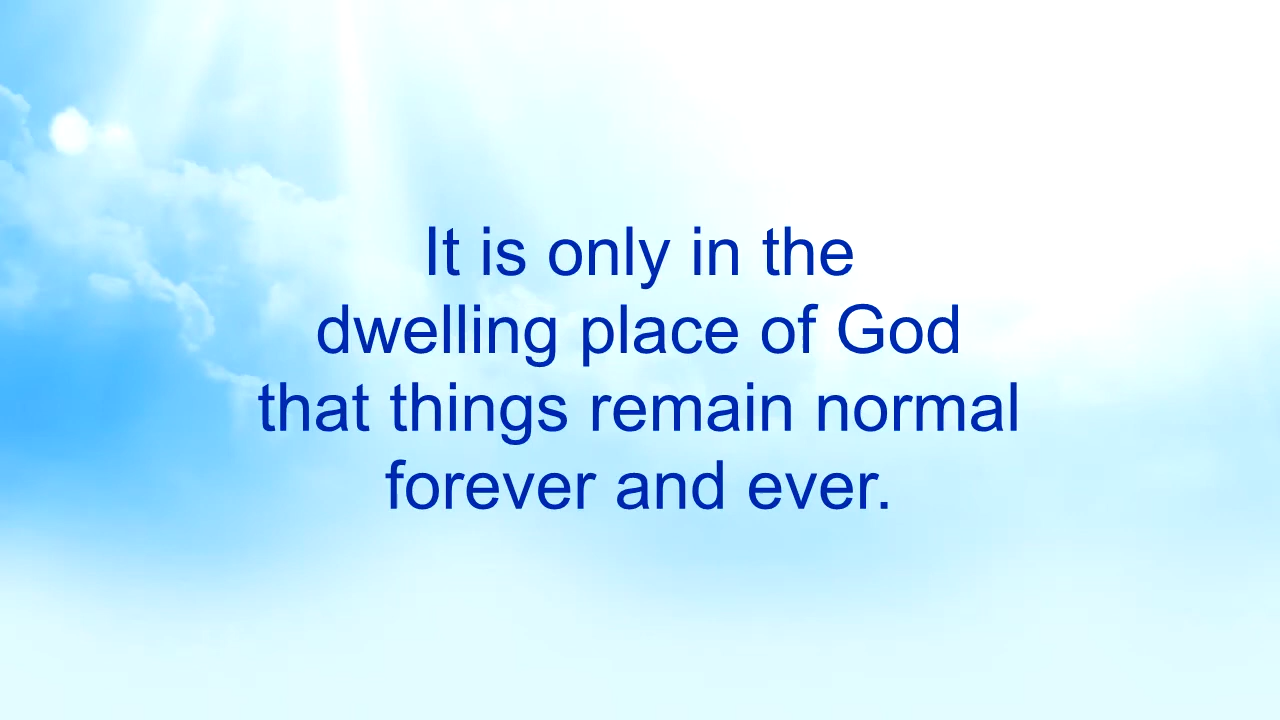 It is only in the
dwelling place of God
that things remain normal
forever and ever.